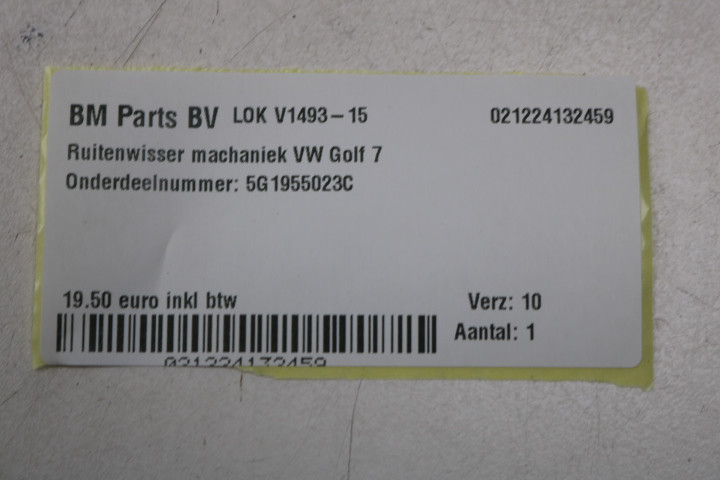 BM Parts BV LOK V1493-15 021224132459
Ruitenwisser machaniek VW Golf 7
Onderdeelnummer: 5G1955023C
19.50 euro inkl btw Verz: 10
Aantal: 1
021224132459